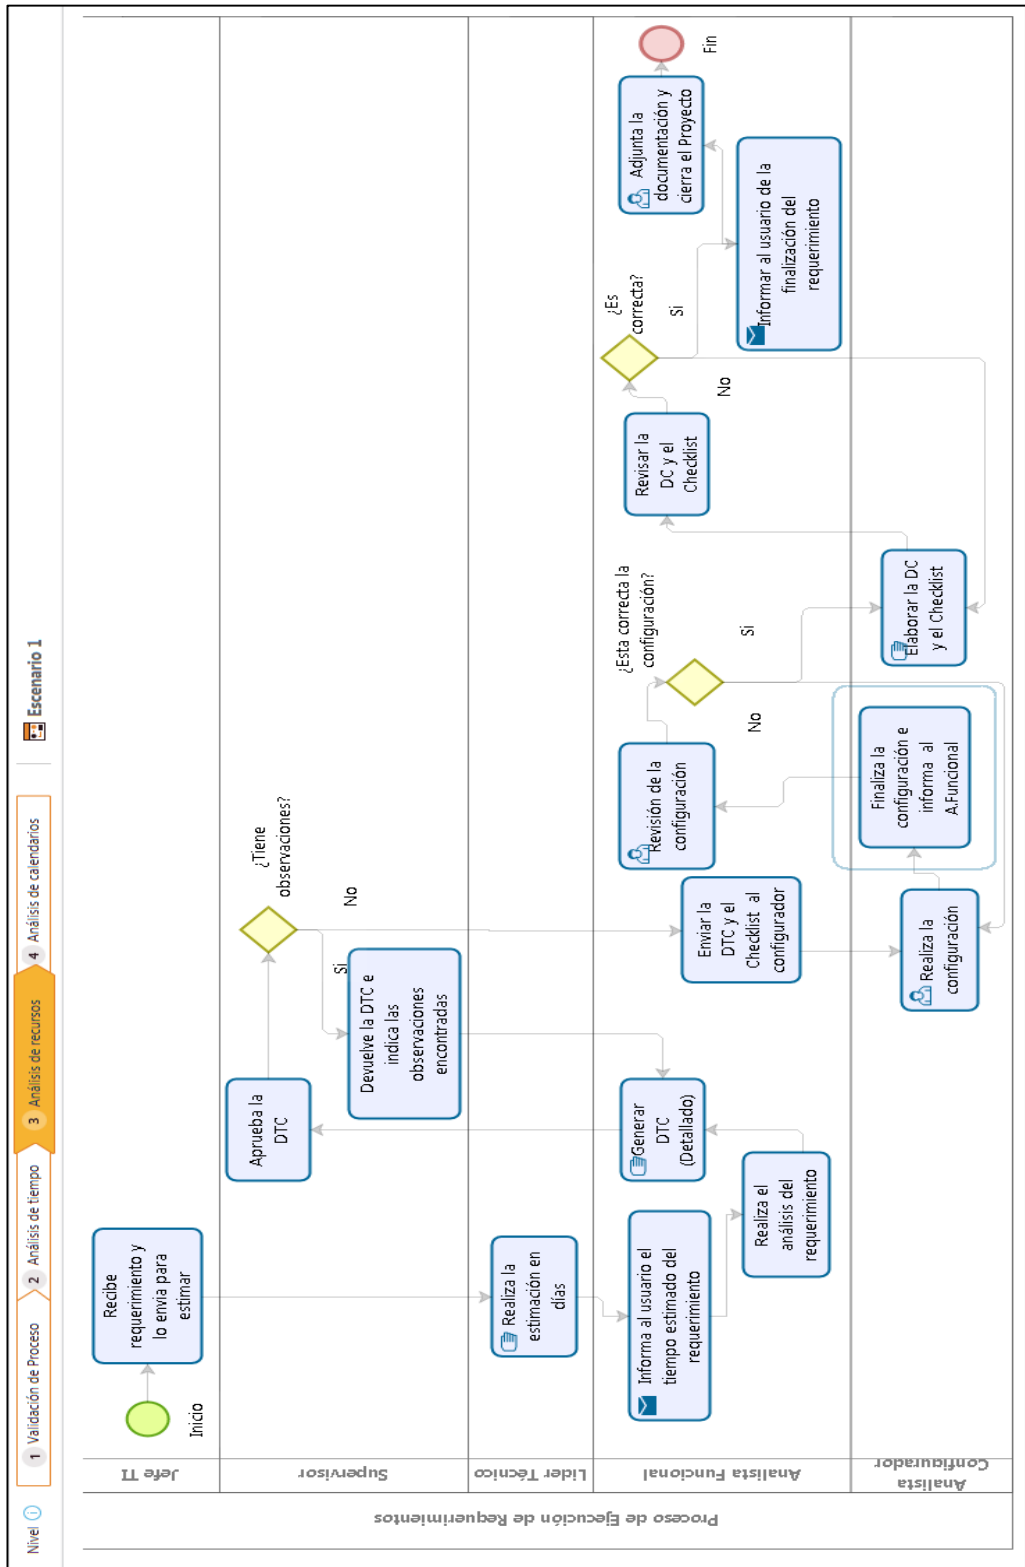 Nivel
1 Validación de Proceso
2 Análisis de tiempo
3 Análisis de recursos
4 Análisis de calendarios
Escenario 1
Proceso de Ejecución de Requerimientos
Jefe TI
Inicio
Recibe
requerimiento y
lo envia para
estimar
Supervisor
Aprueba la
DTC
¿Tiene
observaciones?
Si
No
Devuelve la DTC e
indica las
observaciones
encontradas
Lider Técnico
Realiza la
estimación en
días
Analista Funcional
Informa al usuario el
tiempo estimado del
requerimiento
Realiza el
análisis del
requerimiento
Generar
DTC
(Detallado)
Enviar la
DTC y el
Checklist al
configurador
Revisión de la
configuración
¿Esta correcta la
configuración?
No
Si
Revisar la
DC y el
Checklist
¿Es
correcta?
No
Si
Informar al usuario de la
finalización del
requerimiento
Adjunta la
documentación y
cierra el Proyecto
Fin
Analista
Configurador
Realiza la
configuración
Finaliza la
configuración e
informa al
A.Funcional
Elaborar la DC
y el Checklist